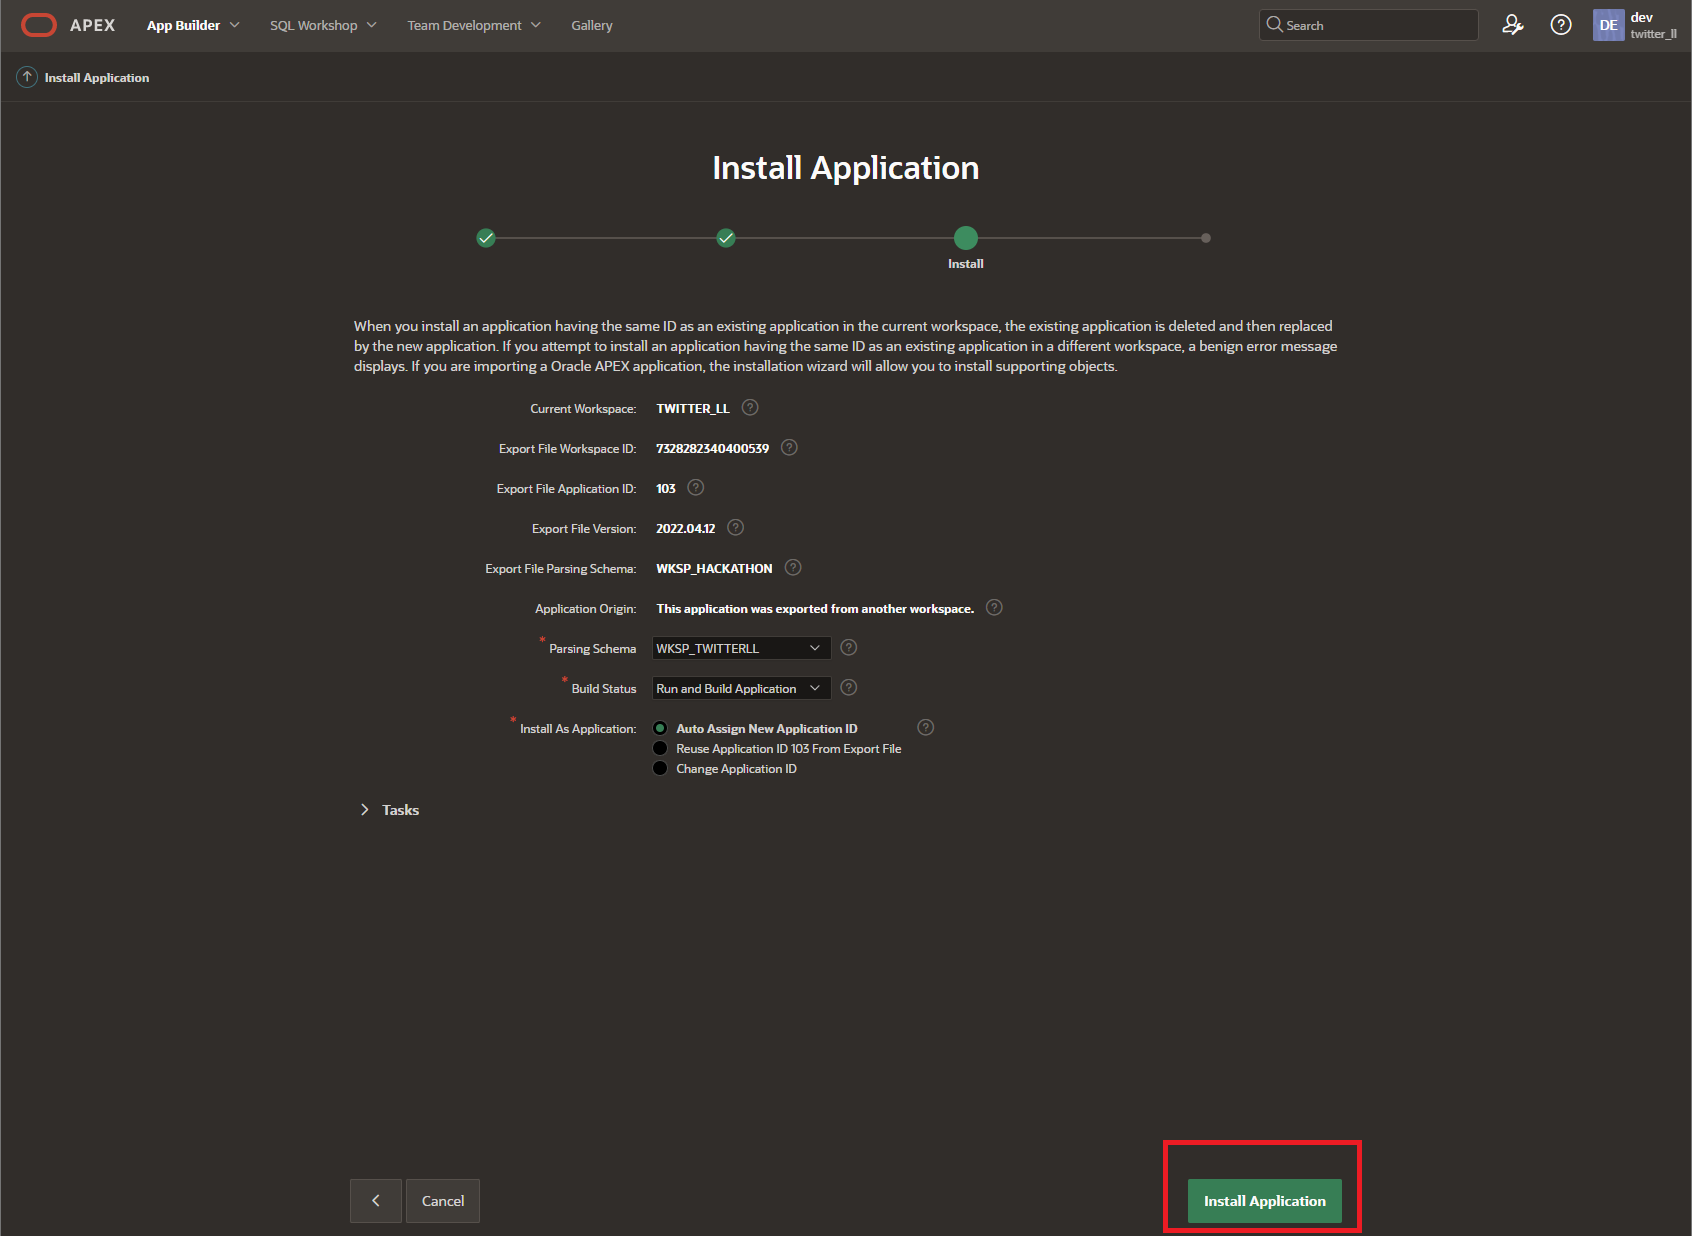 APEX App Builder SQL Workshop Team Development Gallery Search DE dev
twitter_ll
Install Application
Install Application
Install
When you install an application having the same ID as an existing application in the current workspace, the existing application is deleted and then replaced
by the new application. If you attempt to install an application having the same ID as an existing application in a different workspace, a benign error message
displays. If you are importing a Oracle APEX application, the installation wizard will allow you to install supporting objects.
Current Workspace: TWITTER_LL
Export File Workspace ID: 7328282340400539
Export File Application ID: 103
Export File Version: 2022.04.12
Export File Parsing Schema: WKSP_HACKATHON
Application Origin: This application was exported from another workspace.
* Parsing Schema WKSP_TWITTERLL
* Build Status Run and Build Application
* Install As Application: Auto Assign New Application ID
Reuse Application ID 103 From Export File
Change Application ID
Tasks
Cancel Install Application